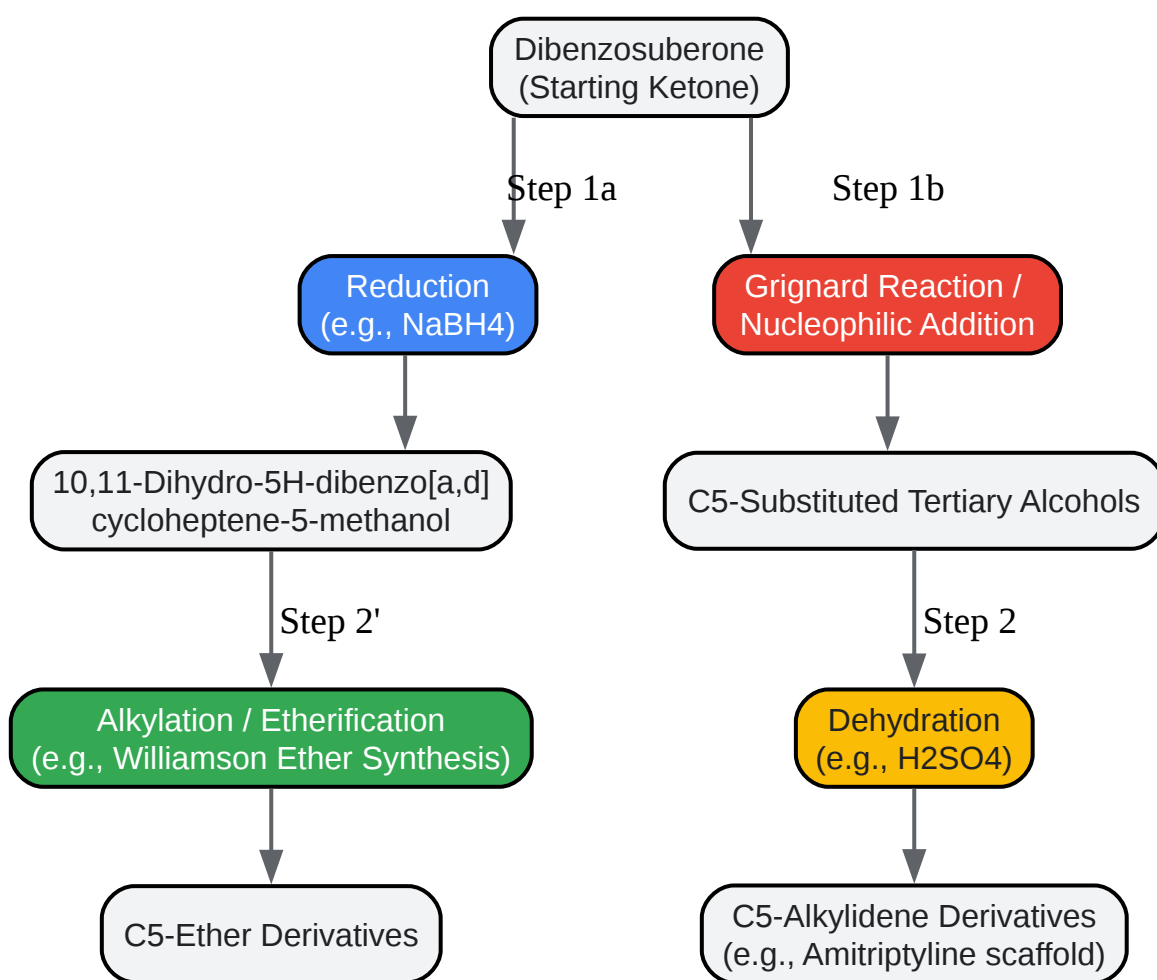 Dibenzosuberone
(Starting Ketone)
Step 1a
Step 1b
Reduction
(e.g., NaBH4)
Grignard Reaction /
Nucleophilic Addition
10,11-Dihydro-5H-dibenzo[a,d]
cycloheptene-5-methanol
C5-Substituted Tertiary Alcohols
Step 2'
Step 2
Alkylation / Etherification
(e.g., Williamson Ether Synthesis)
Dehydration
(e.g., H2SO4)
C5-Ether Derivatives
C5-Alkylidene Derivatives
(e.g., Amitriptyline scaffold)